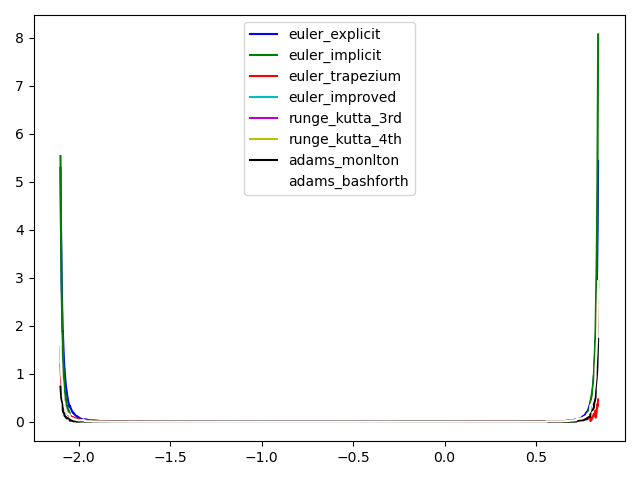 euler_explicit
euler_implicit
euler_trapezium
euler_improved
runge_kutta_3rd
runge_kutta_4th
adams_monlton
adams_bashforth
8
7
6
5
4
3
2
1
0
−2.0 −1.5 −1.0 −0.5 0.0 0.5